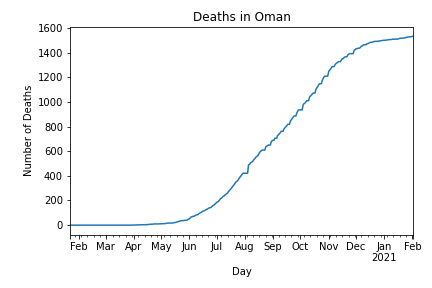 Deaths in Oman
1600
1400
1200
1000
800
600
400
200
0
Number of Deaths
Feb Mar Apr May Jun Jul Aug Sep Oct Nov Dec Jan Feb
2021
Day